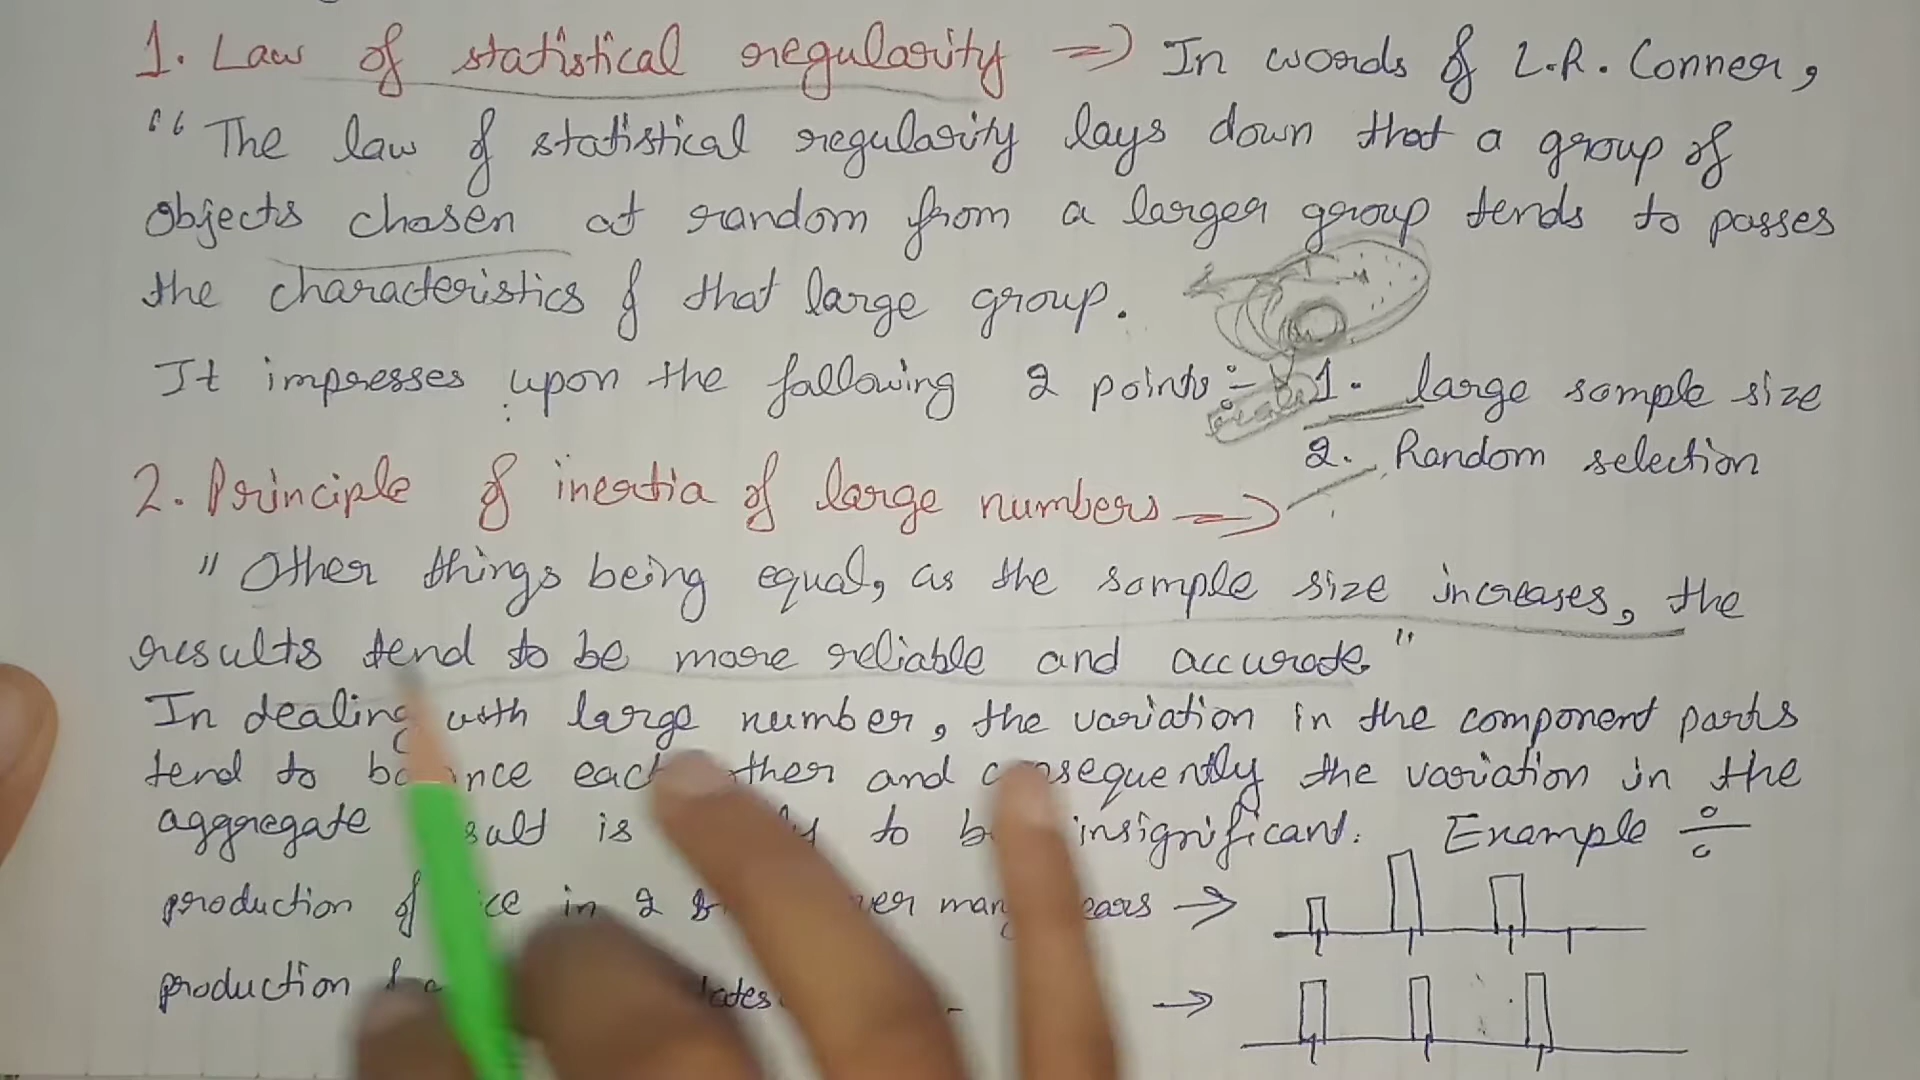 1. Law of statistical regularity => In words of L.R. Conner,
"The law of statistical regularity lays down that a group of
objects chosen at random from a larger group tends to passes
the characteristics of that large group.
It impresses upon the following 2 points :- 1. large sample size
2. Random selection
2. Principle of inertia of large numbers =>
"Other things being equal, as the sample size increases, the
results tend to be more reliable and accurate."
In dealing with large number, the variation in the component parts
tend to each and the variation in the
aggregate is to insignificant. Example ÷
production in 2 →
production →